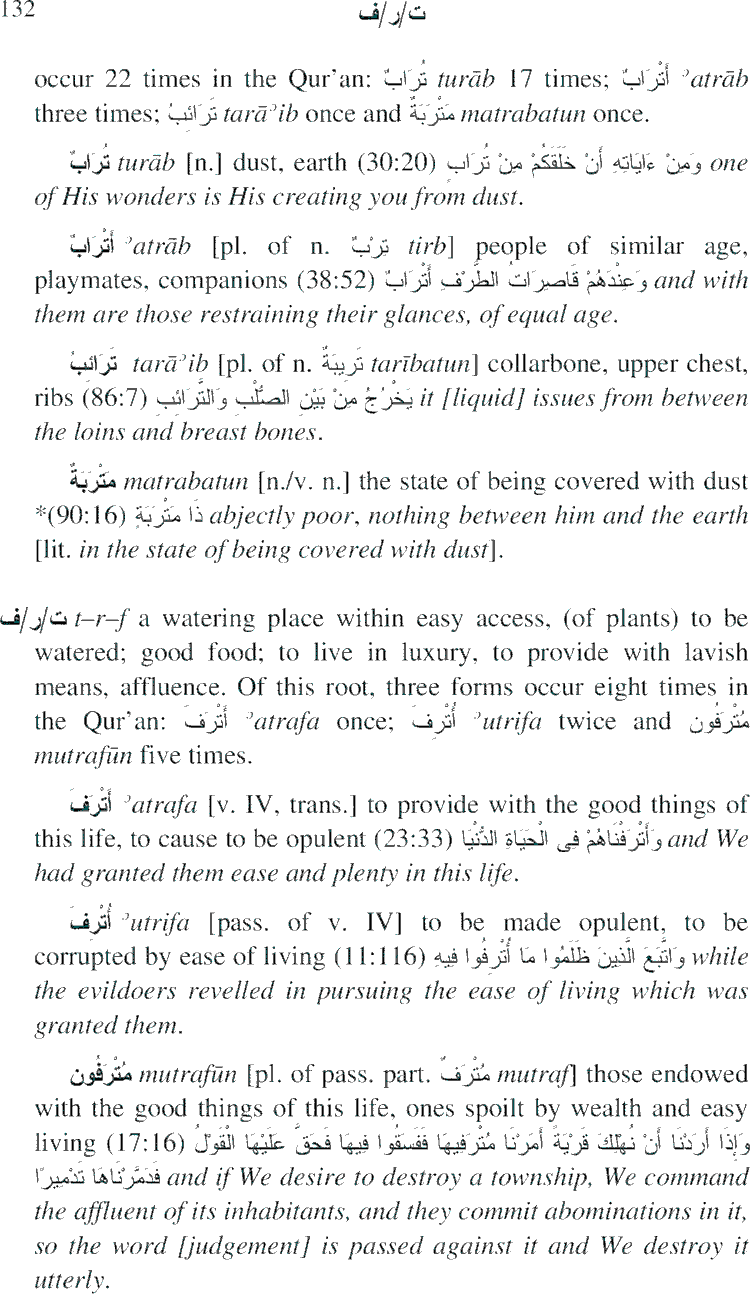 132
ت/ر/ف
occur 22 times in the Qur’an: تُرَابٌ turāb 17 times; أَتْرَابٌ ʾatrāb
three times; تَرَائِبُ tarāʾib once and مَتْرَبَةٌ matrabatun once.
تُرَابٌ turāb [n.] dust, earth (30:20) وَمِنْ ءَايَاتِهِ أَنْ خَلَقَكُمْ مِنْ تُرَابٍ one
of His wonders is His creating you from dust.
أَتْرَابٌ ʾatrāb [pl. of n. تِرْبٌ tirb] people of similar age,
playmates, companions (38:52) وَعِنْدَهُمْ قَاصِرَاتُ الطَّرْفِ أَتْرَابٌ and with
them are those restraining their glances, of equal age.
تَرَائِبُ tarāʾib [pl. of n. تَرِيبَةٌ tarībatun] collarbone, upper chest,
ribs (86:7) يَخْرُجُ مِنْ بَيْنِ الصُّلْبِ وَالتَّرَائِبِ it [liquid] issues from between
the loins and breast bones.
مَتْرَبَةٌ matrabatun [n./v. n.] the state of being covered with dust
*(90:16) ذَا مَتْرَبَةٍ abjectly poor, nothing between him and the earth
[lit. in the state of being covered with dust].
ت/ر/ف t–r–f a watering place within easy access, (of plants) to be
watered; good food; to live in luxury, to provide with lavish
means, affluence. Of this root, three forms occur eight times in
the Qur’an: أَتْرَفَ ʾatrafa once; أُتْرِفَ ʾutrifa twice and مُتْرَفُون
mutrafūn five times.
أَتْرَفَ ʾatrafa [v. IV, trans.] to provide with the good things of
this life, to cause to be opulent (23:33) وَأَتْرَفْنَاهُمْ فِى الْحَيَاةِ الدُّنْيَا and We
had granted them ease and plenty in this life.
أُتْرِفَ ʾutrifa [pass. of v. IV] to be made opulent, to be
corrupted by ease of living (11:116) وَاتَّبَعَ الَّذِينَ ظَلَمُوا مَا أُتْرِفُوا فِيهِ while
the evildoers revelled in pursuing the ease of living which was
granted them.
مُتْرَفُون mutrafūn [pl. of pass. part. مُتْرَفٌ mutraf] those endowed
with the good things of this life, ones spoilt by wealth and easy
living (17:16) وَإِذَا أَرَدْنَا أَنْ نُهْلِكَ قَرْيَةً أَمَرْنَا مُتْرَفِيهَا فَفَسَقُوا فِيهَا فَحَقَّ عَلَيْهَا الْقَوْلُ
فَدَمَّرْنَاهَا تَدْمِيرًا and if We desire to destroy a township, We command
the affluent of its inhabitants, and they commit abominations in it,
so the word [judgement] is passed against it and We destroy it
utterly.